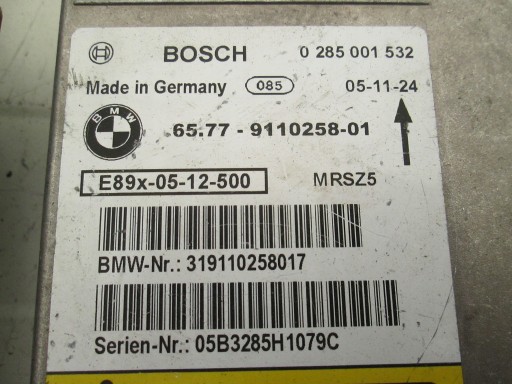 BOSCH 0 285 001 532
Made in Germany 085 05-11-24
BMW 65.77 - 9110258-01
E89x-05-12-500 MRSZ5
BMW-Nr.: 319110258017
Serien-Nr.: 05B3285H1079C